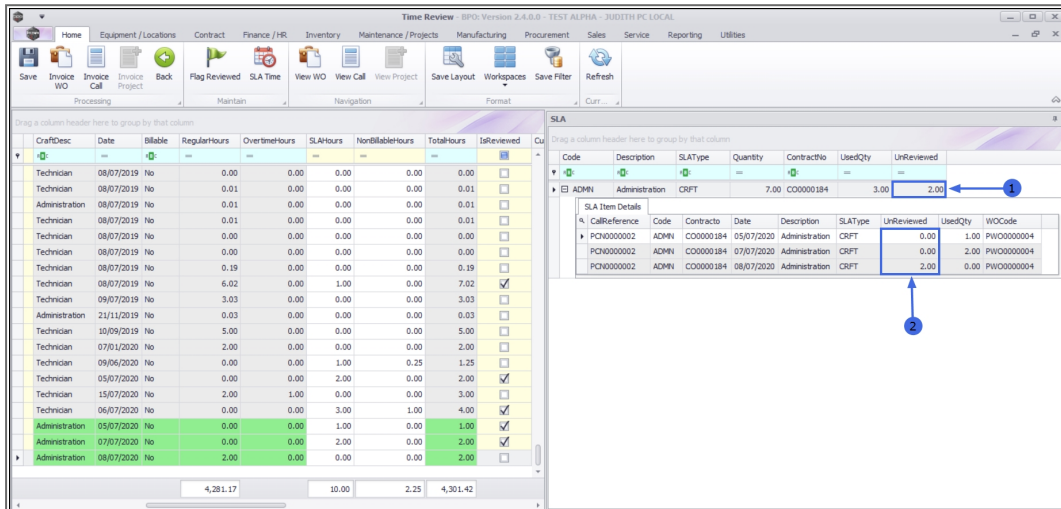 Time Review - BPO: Version 2.4.0.0 - TEST ALPHA - JUDITH PC LOCAL
Home Equipment / Locations Contract Finance / HR Inventory Maintenance / Projects Manufacturing Procurement Sales Service Reporting Utilities
Save Invoice WO Invoice Call Invoice Project Back Flag Reviewed SLA Time View WO View Call View Project Save Layout Workspaces Save Filter Refresh
Processing Maintain Navigation Format Curr...
Drag a column header here to group by that column
CraftDesc Date Billable RegularHours OvertimeHours SLAHours NonBillableHours TotalHours IsReviewed Cu
Technician 08/07/2019 No 0.00 0.00 0.00 0.00 0.00
Technician 08/07/2019 No 0.01 0.00 0.00 0.00 0.01
Administration 08/07/2019 No 0.01 0.00 0.00 0.00 0.01
Technician 08/07/2019 No 0.01 0.00 0.00 0.00 0.01
Technician 08/07/2019 No 0.00 0.00 0.00 0.00 0.00
Technician 08/07/2019 No 0.00 0.00 0.00 0.00 0.00
Technician 08/07/2019 No 0.19 0.00 0.00 0.00 0.19
Technician 08/07/2019 No 6.02 0.00 1.00 0.00 7.02
Technician 09/07/2019 No 3.03 0.00 0.00 0.00 3.03
Administration 21/11/2019 No 0.03 0.00 0.00 0.00 0.03
Technician 10/09/2019 No 5.00 0.00 0.00 0.00 5.00
Technician 07/01/2020 No 2.00 0.00 0.00 0.00 2.00
Technician 09/06/2020 No 0.00 0.00 1.00 0.25 1.25
Technician 05/07/2020 No 0.00 0.00 2.00 0.00 2.00
Technician 15/07/2020 No 2.00 1.00 0.00 0.00 3.00
Technician 06/07/2020 No 0.00 0.00 3.00 1.00 4.00
Administration 05/07/2020 No 0.00 0.00 1.00 0.00 1.00
Administration 07/07/2020 No 0.00 0.00 2.00 0.00 2.00
Administration 08/07/2020 No 2.00 0.00 0.00 0.00 2.00
4,281.17 10.00 2.25 4,301.42
SLA
Drag a column header here to group by that column
Code Description SLAType Quantity ContractNo UsedQty UnReviewed
ADMN Administration CRFT 7.00 CO0000184 3.00 2.00
1
SLA Item Details
CallReference Code Contracto Date Description SLAType UnReviewed UsedQty WOCode
PCN0000002 ADMN CO0000184 05/07/2020 Administration CRFT 0.00 1.00 PWO0000004
PCN0000002 ADMN CO0000184 07/07/2020 Administration CRFT 0.00 2.00 PWO0000004
PCN0000002 ADMN CO0000184 08/07/2020 Administration CRFT 2.00 0.00 PWO0000004
2